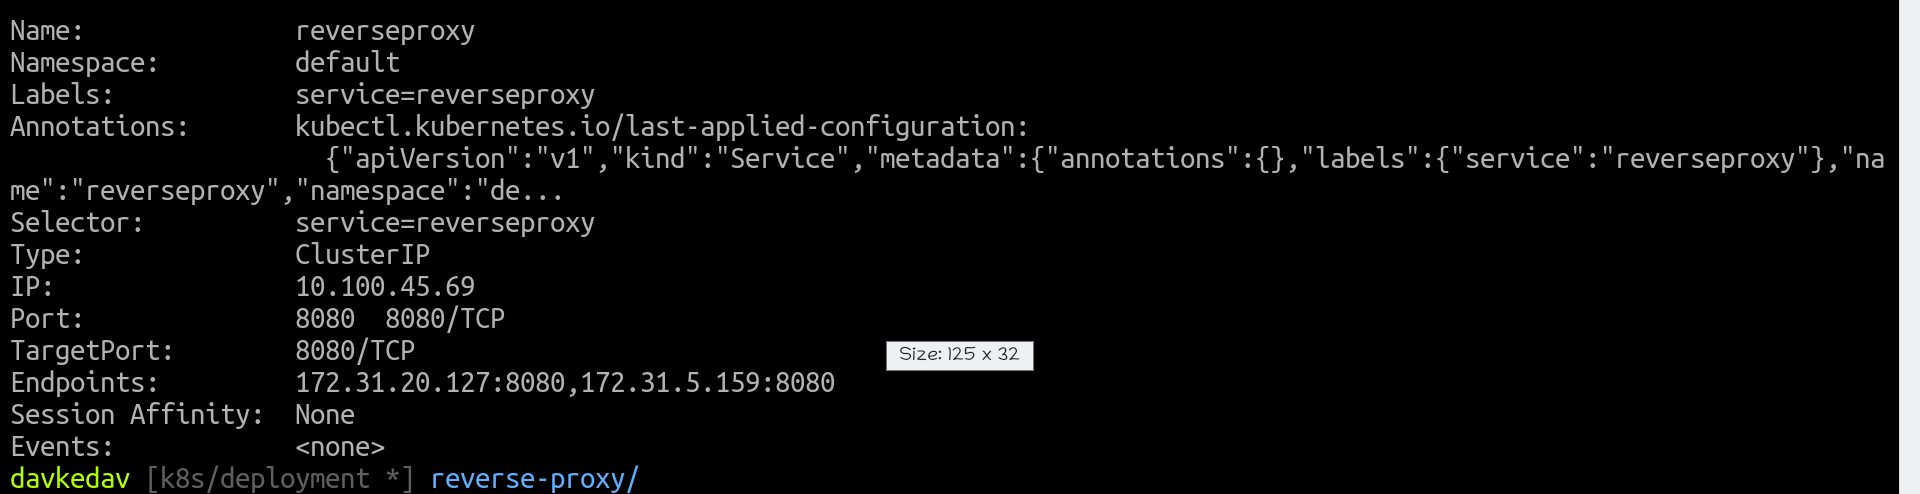 Name:              reverseproxy
Namespace:         default
Labels:            service=reverseproxy
Annotations:       kubectl.kubernetes.io/last-applied-configuration:
                     {"apiVersion":"v1","kind":"Service","metadata":{"annotations":{},"labels":{"service":"reverseproxy"},"na
me":"reverseproxy","namespace":"de...
Selector:          service=reverseproxy
Type:              ClusterIP
IP:                10.100.45.69
Port:              8080  8080/TCP
TargetPort:        8080/TCP
Size: 125 x 32
Endpoints:         172.31.20.127:8080,172.31.5.159:8080
Session Affinity:  None
Events:            <none>
davkedav [k8s/deployment *] reverse-proxy/